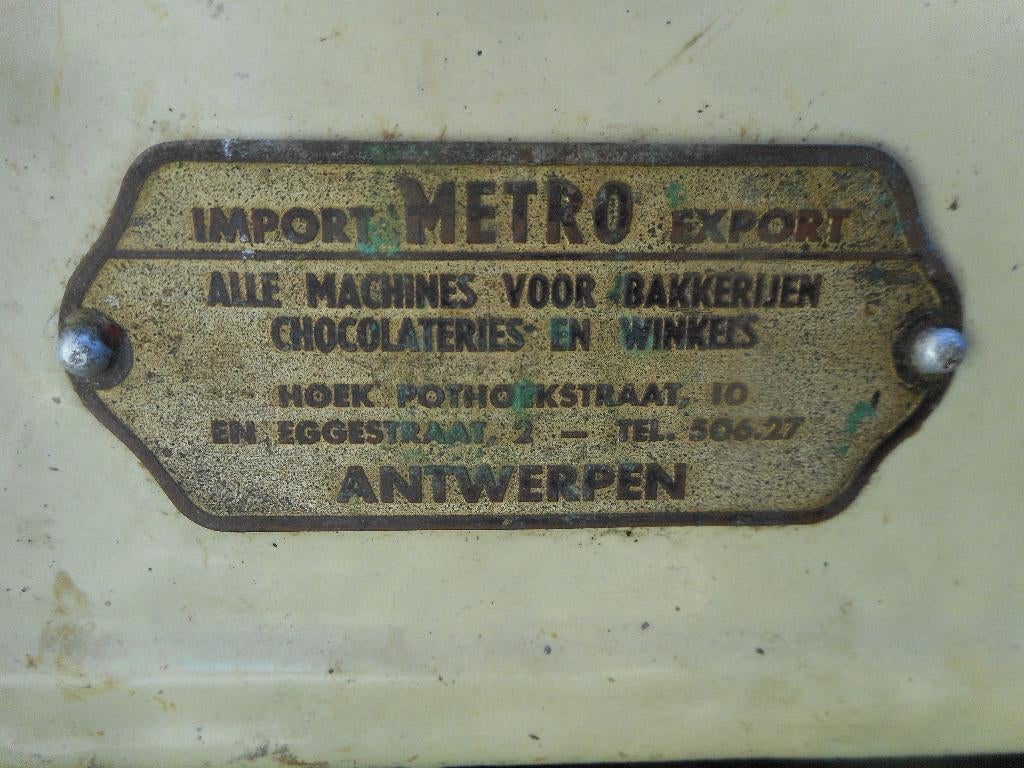 IMPORT METRO EXPORT
ALLE MACHINES VOOR BAKKERIJEN
CHOCOLATERIES EN WINKELS
HOEK POTHOEKSTRAAT, 10
EN EGGESTRAAT, 2 — TEL. 506.27
ANTWERPEN